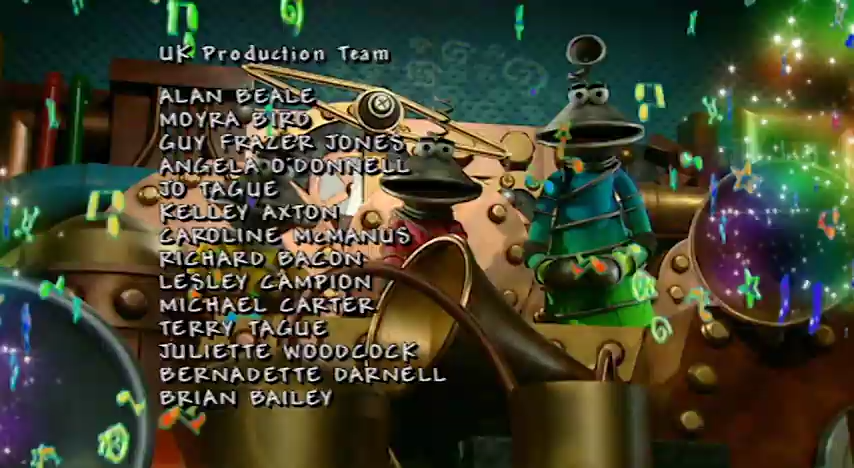 UK Production Team
ALAN BEALE
MOYRA BIRD
GUY FRAZER JONES
ANGELA O'DONNELL
JO TAGUE
KELLEY AXTON
CAROLINE McMANUS
RICHARD BACON
LESLEY CAMPION
MICHAEL CARTER
TERRY TAGUE
JULIETTE WOODCOCK
BERNADETTE DARNELL
BRIAN BAILEY